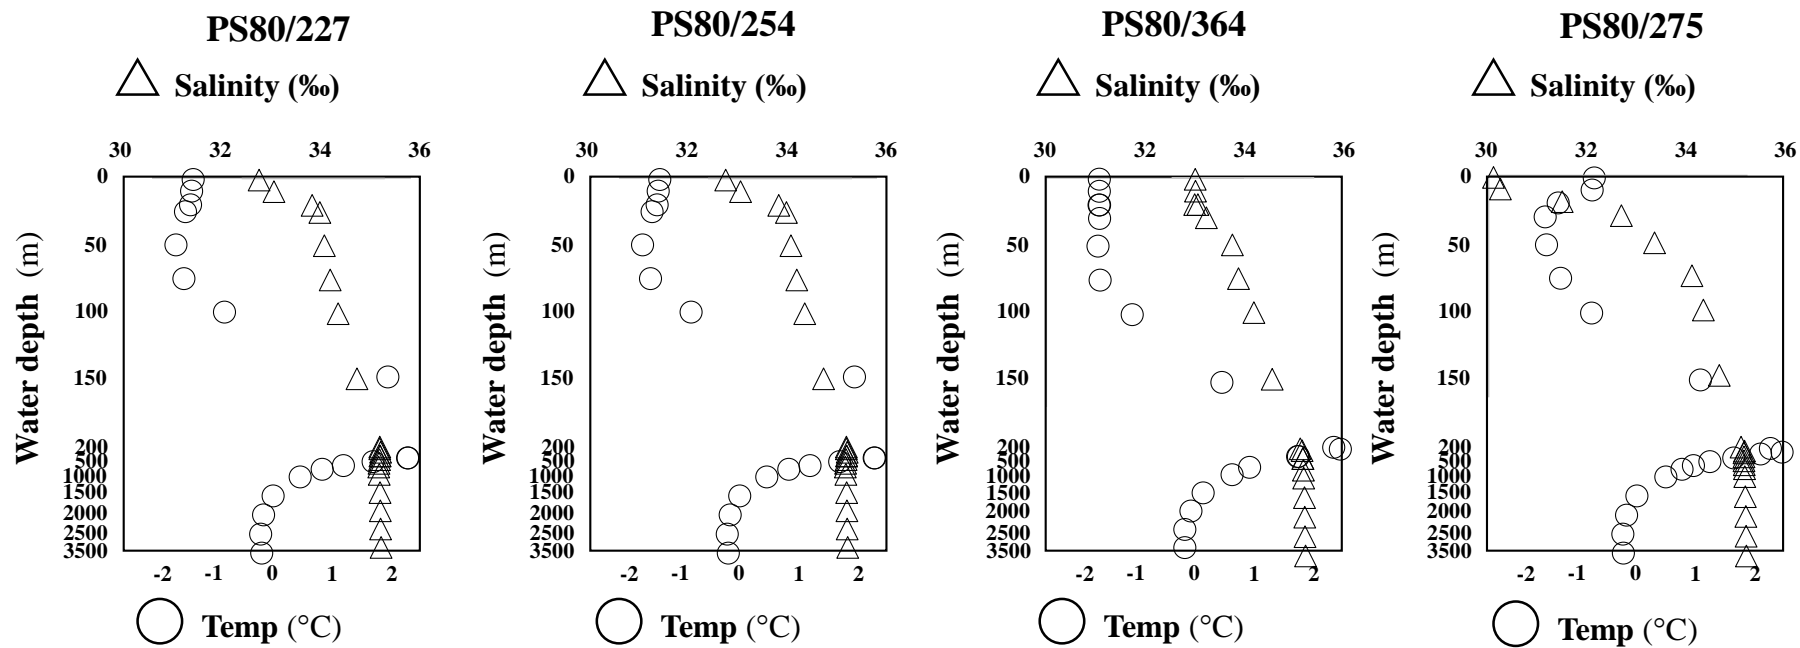 PS80/227
Salinity (‰)
30 32 34 36
0
50
100
150
200
500
1000
1500
2000
2500
3500
Water depth (m)
-2 -1 0 1 2
Temp (°C)
PS80/254
Salinity (‰)
30 32 34 36
0
50
100
150
200
500
1000
1500
2000
2500
3500
Water depth (m)
-2 -1 0 1 2
Temp (°C)
PS80/364
Salinity (‰)
30 32 34 36
0
50
100
150
200
500
1000
1500
2000
2500
3500
Water depth (m)
-2 -1 0 1 2
Temp (°C)
PS80/275
Salinity (‰)
30 32 34 36
0
50
100
150
200
500
1000
1500
2000
2500
3500
Water depth (m)
-2 -1 0 1 2
Temp (°C)